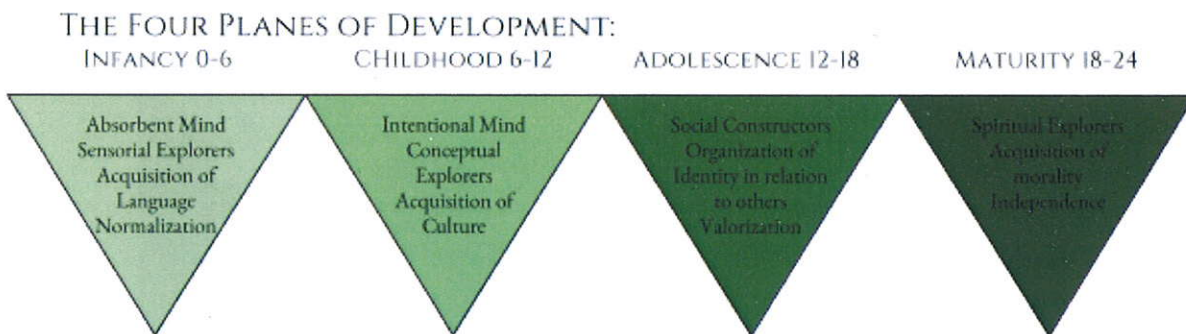 THE FOUR PLANES OF DEVELOPMENT:
INFANCY 0-6
CHILDHOOD 6-12
ADOLESCENCE 12-18
MATURITY 18-24
Absorbent Mind
Sensorial Explorers
Acquisition of
Language
Normalization
Intentional Mind
Conceptual
Explorers
Acquisition of
Culture
Social Constructors
Organization of
Identity in relation
to others
Valorization
Spiritual Explorers
Acquisition of
morality
Independence